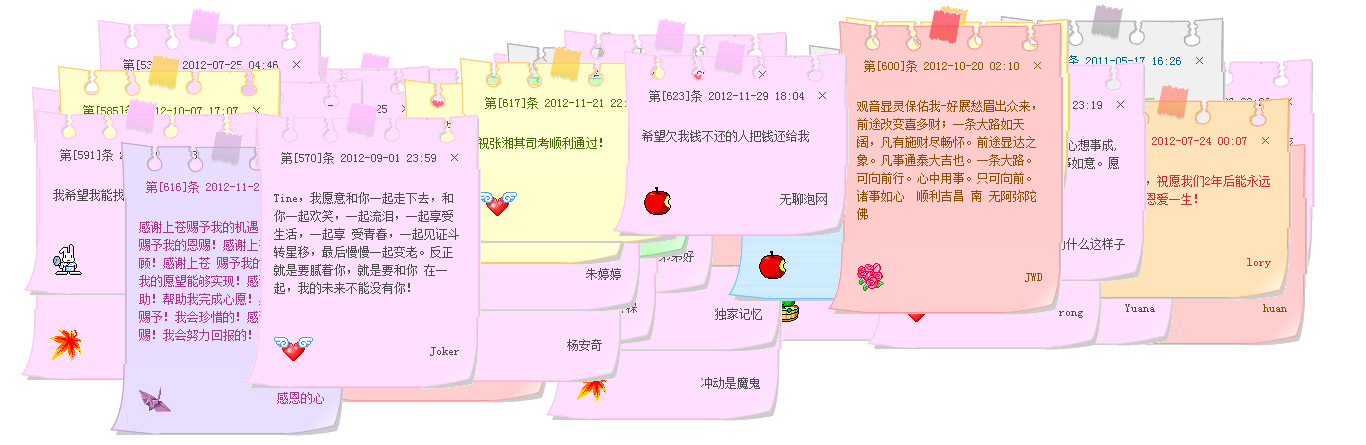 2012-07-25 04:46 ×
第[585]条 2012-10-07 17:07 ×
第[591]条
我希望我能找
第[616]条 2012-11-2
感谢上苍赐予我的机遇
赐予我的恩赐! 感谢上苍
顾! 感谢上苍 赐予我的
我的愿望能够实现! 感谢
助! 帮助我完成心愿!
赐予! 我会珍惜的! 感谢
赐! 我会努力回报的!
感恩的心
第[570]条 2012-09-01 23:59 ×
Tine, 我愿意和你一起走下去, 和
你一起欢笑, 一起流泪, 一起享受
生活, 一起享 受青春, 一起见证斗
转星移, 最后慢慢一起变老。反正
就是要腻着你, 就是要和你 在一
起, 我的未来不能没有你!
Joker
25 ×
第[617]条 2012-11-21 22:
祝张湘其司考顺利通过!
朱婷婷
杨安奇
第[623]条 2012-11-29 18:04 ×
希望欠我钱不还的人把钱还给我
无聊泡网
弟弟好
独家记忆
冲动是魔鬼
第[600]条 2012-10-20 02:10 ×
观音显灵保佑我-好展愁眉出众来,
前途改变喜多财; 一条大路如天
阔, 凡有施财尽畅怀。前途显达之
象。凡事通泰大吉也。一条大路。
可向前行。心中用事。只可向前。
诸事如心 顺利吉昌 南 无阿弥陀
佛
JWD
条 2011-05-17 16:26 ×
23:19 ×
心想事成,
事如意。愿
为什么这样子
rong
Yuana
2012-07-24 00:07 ×
, 祝愿我们2年后能永远
恩爱一生!
lory
huan